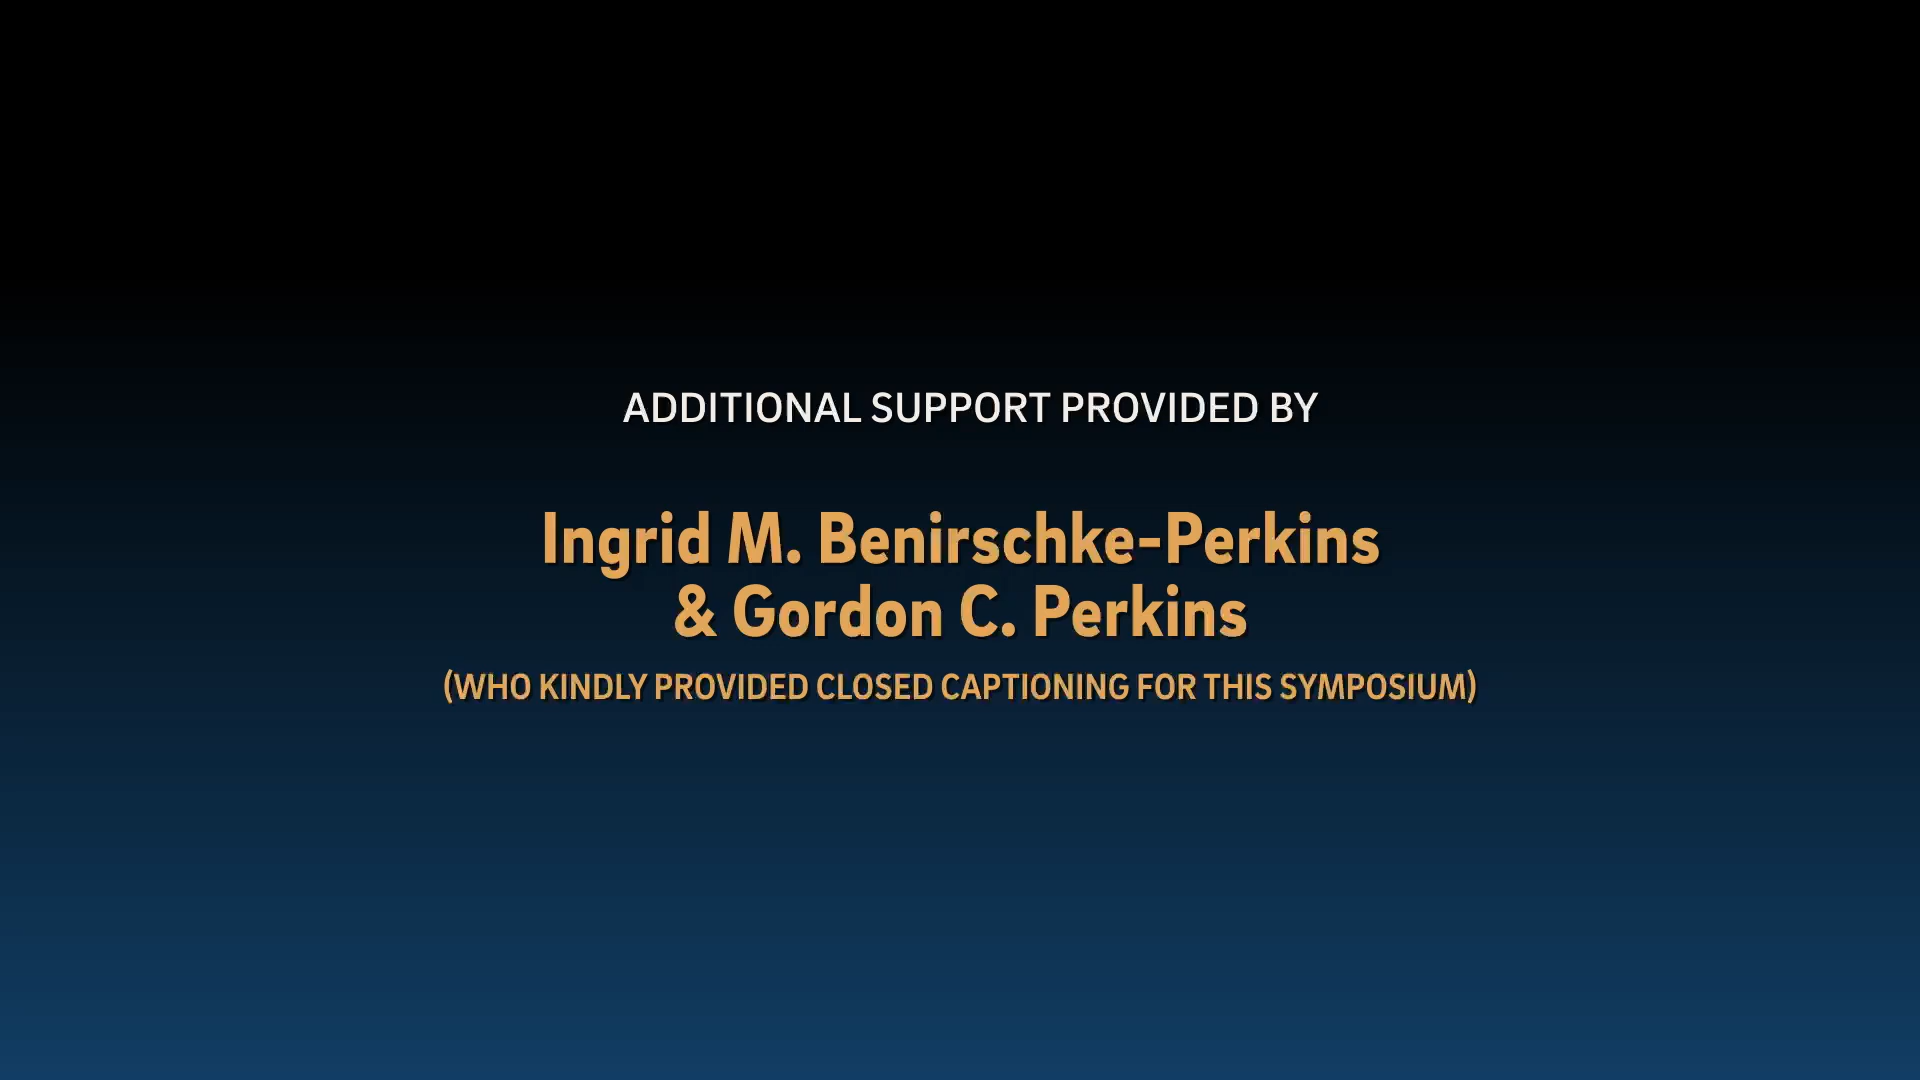 ADDITIONAL SUPPORT PROVIDED BY
Ingrid M. Benirschke-Perkins
& Gordon C. Perkins
(WHO KINDLY PROVIDED CLOSED CAPTIONING FOR THIS SYMPOSIUM)